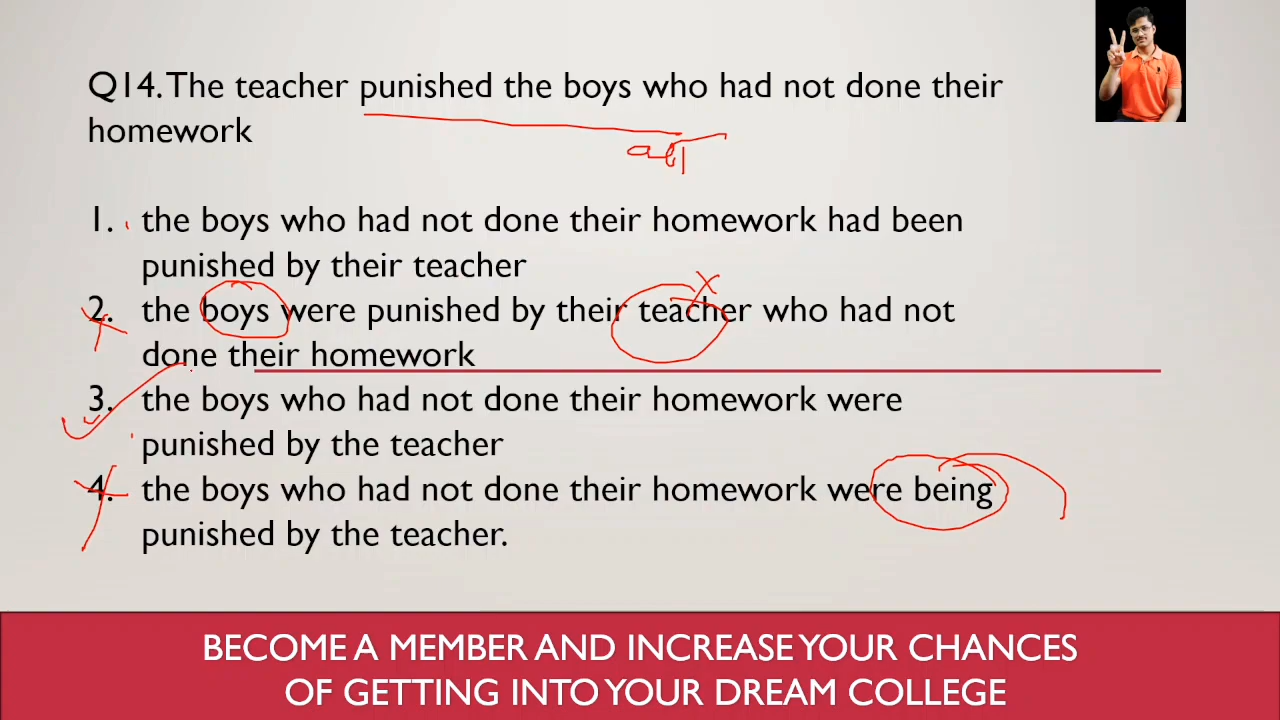 Q14. The teacher punished the boys who had not done their
homework
1. the boys who had not done their homework had been
punished by their teacher
2. the boys were punished by their teacher who had not
done their homework
3. the boys who had not done their homework were
punished by the teacher
4. the boys who had not done their homework were being
punished by the teacher.
BECOME A MEMBER AND INCREASE YOUR CHANCES
OF GETTING INTO YOUR DREAM COLLEGE